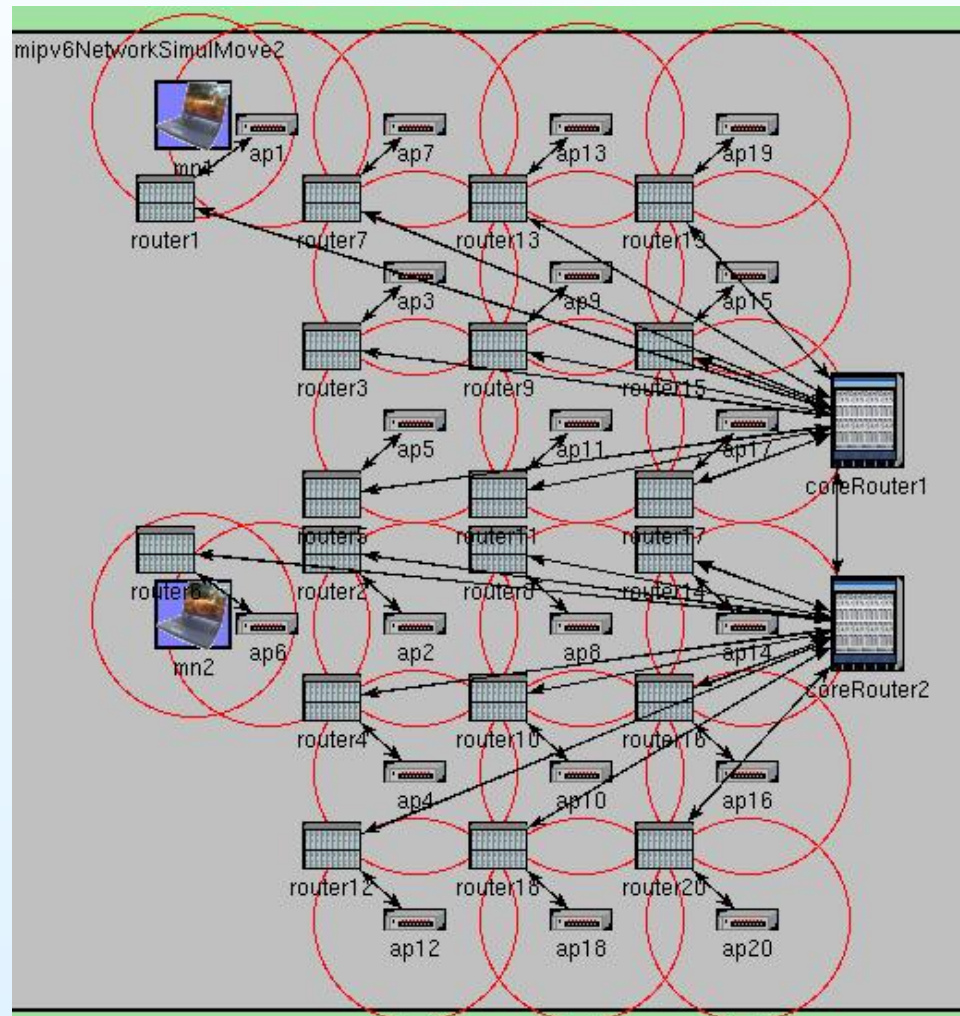 mipv6NetworkSimulMove2
mn1
ap1
ap7
ap13
ap19
router1
router7
router13
router19
ap3
ap9
ap15
router3
router9
router15
ap5
ap11
ap17
coreRouter1
router5
router11
router17
router6
router2
router8
router14
mn2
ap6
ap2
ap8
ap14
coreRouter2
router4
router10
router16
ap4
ap10
ap16
router12
router18
router20
ap12
ap18
ap20